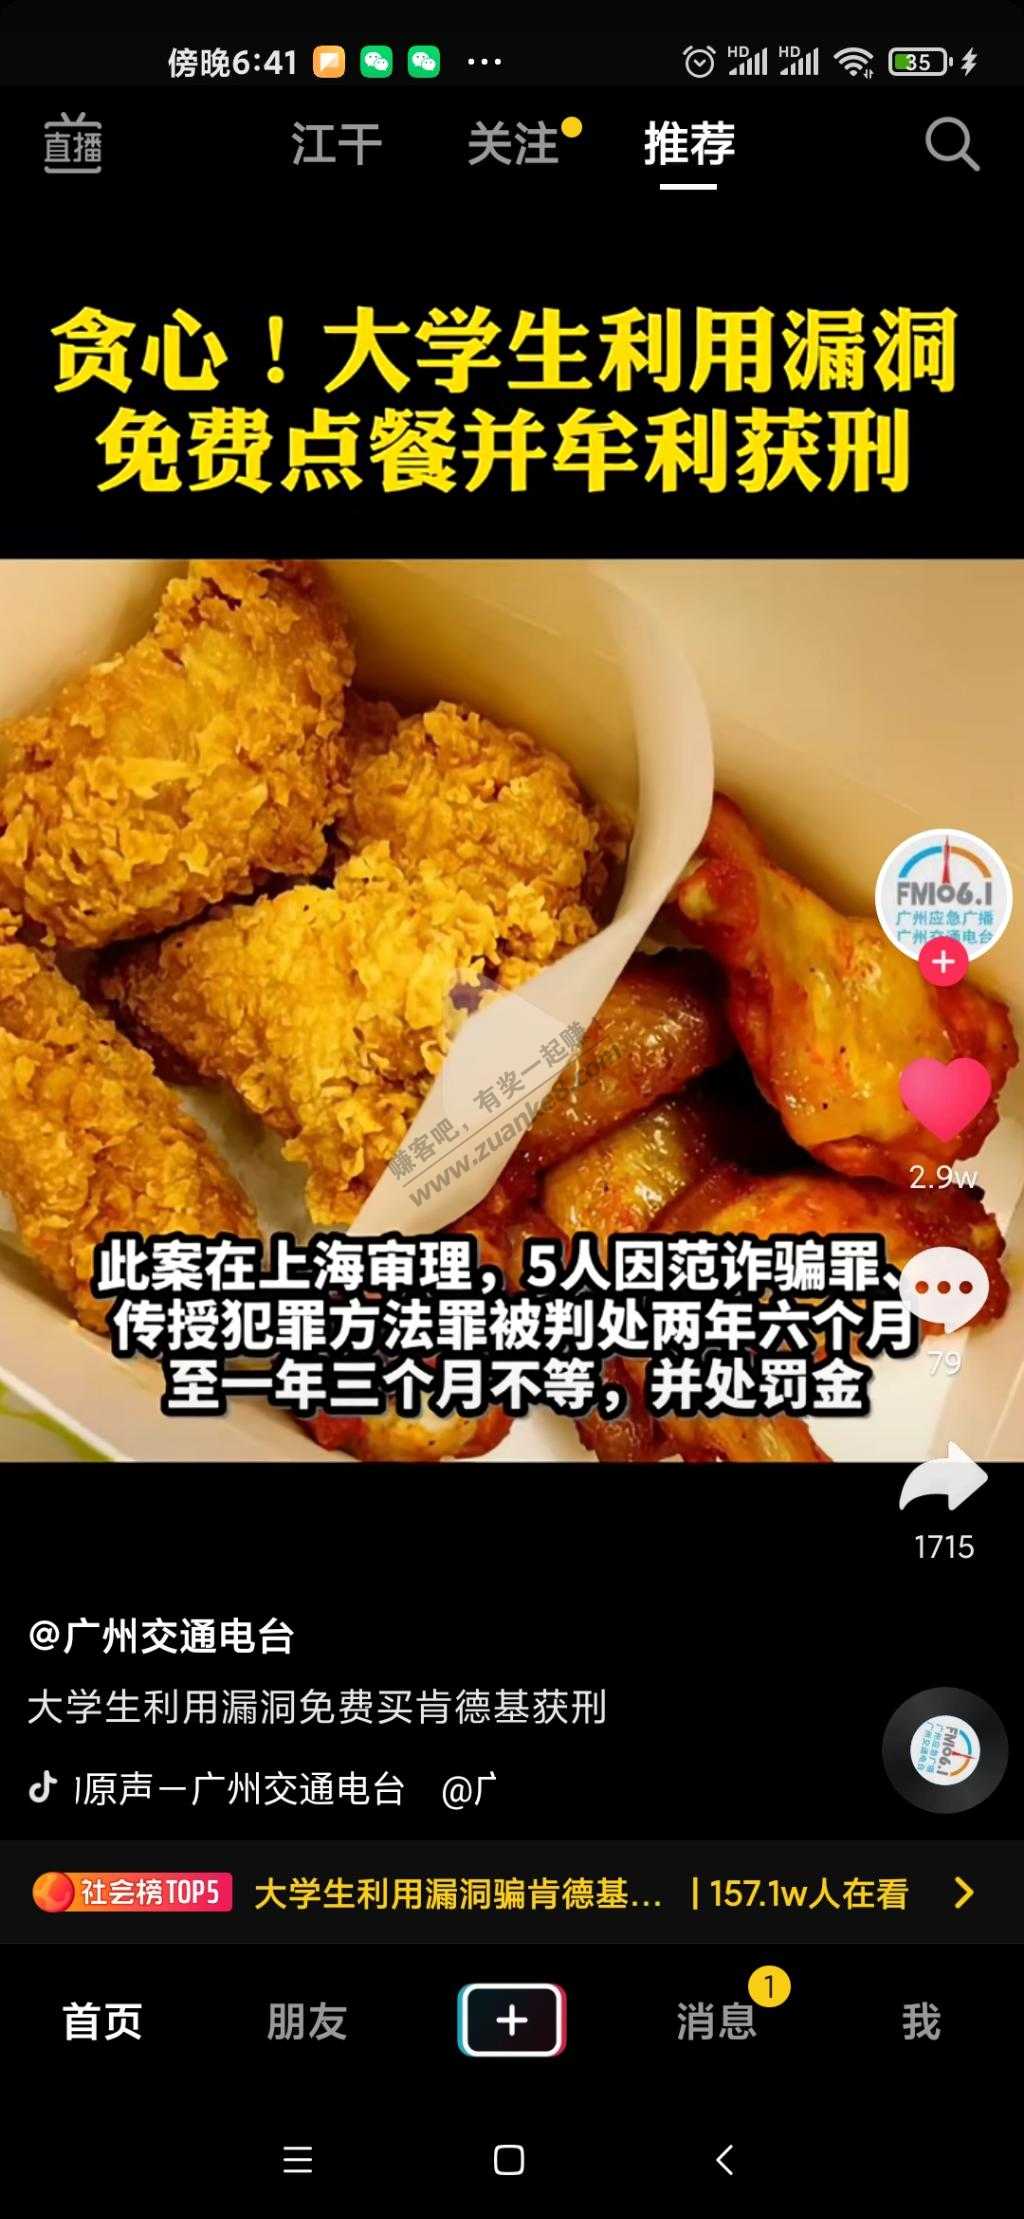 傍晚6:41
HD
HD
35
直播
江干
关注
推荐
贪心！大学生利用漏洞
免费点餐并牟利获刑
FM106.1
广州应急广播
广州交通电台
赚客吧，有奖一起赚
www.zuanke8.com
2.9w
此案在上海审理，5人因范诈骗罪、
传授犯罪方法罪被判处两年六个月
至一年三个月不等，并处罚金
79
1715
@广州交通电台
大学生利用漏洞免费买肯德基获刑
原声－广州交通电台 @广
社会榜TOP5
大学生利用漏洞骗肯德基... | 157.1w人在看
首页
朋友
消息
1
我